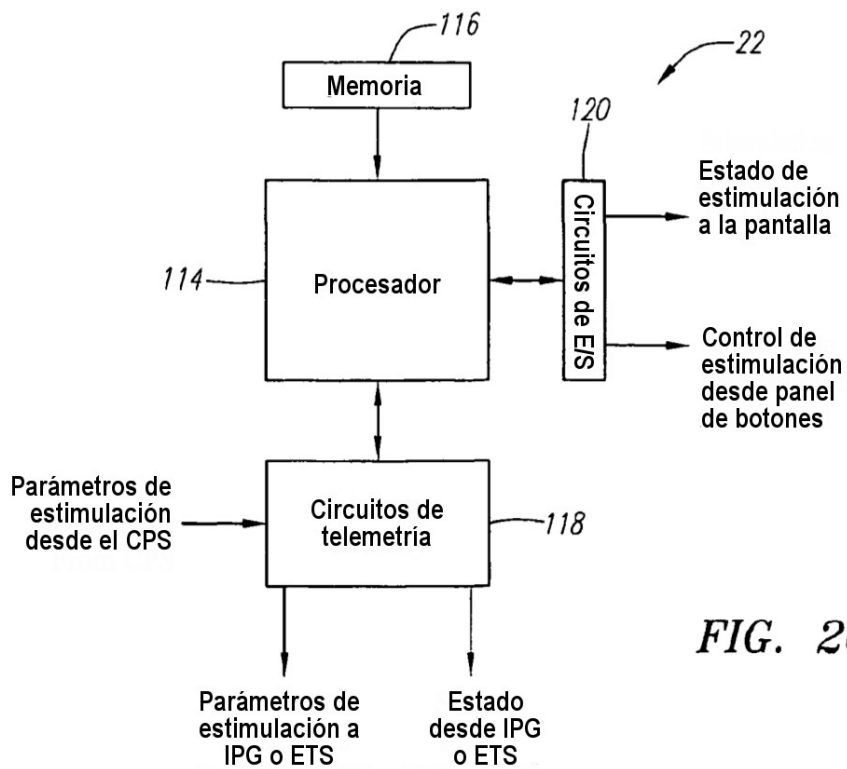 116
22
Memoria
120
Estado de
estimulación
a la pantalla
114
Procesador
Circuitos de E/S
Control de
estimulación
desde panel
de botones
Parámetros de
estimulación
desde el CPS
Circuitos de
telemetría
118
FIG. 2
Parámetros de
estimulación a
IPG o ETS
Estado
desde IPG
o ETS